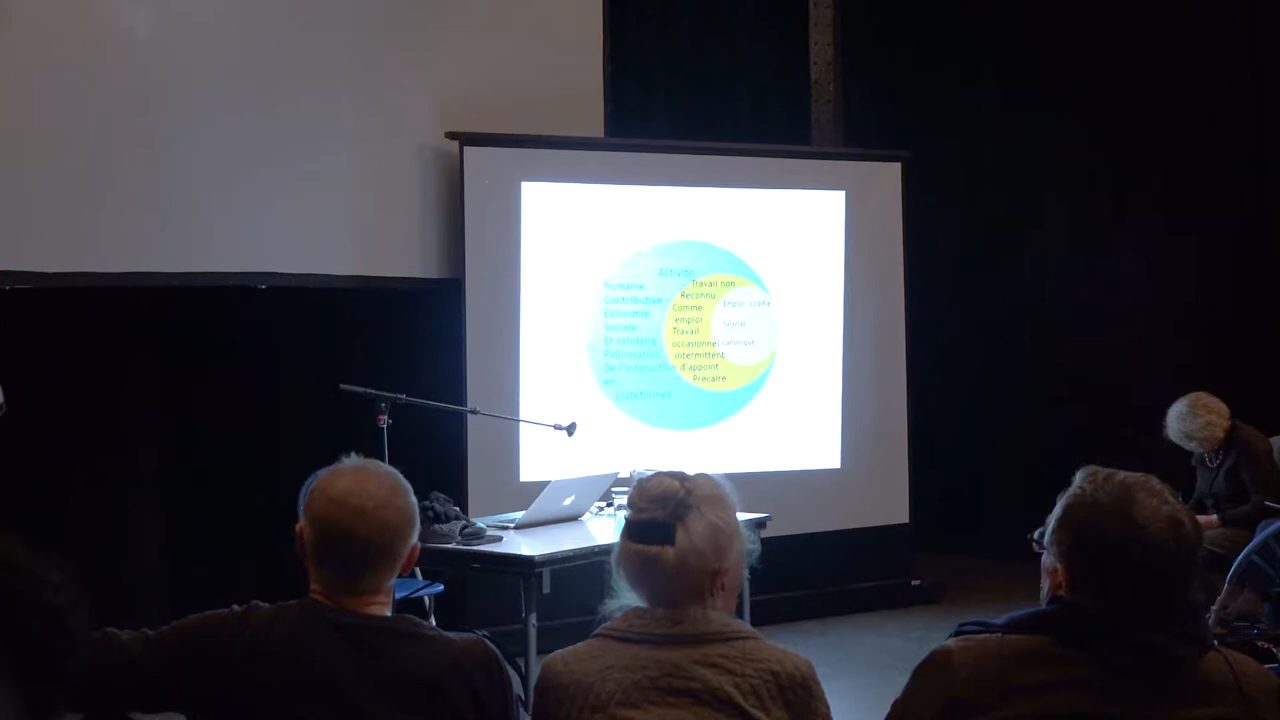 Activité
humaine
Contributive
Economie
Sociale
Et solidaire
Pollinisation
De l'interaction
en
plateformes
Travail non
Reconnu
Comme
emploi
Travail
occasionnel
intermittent
d'appoint
Precaire
Emploi codifié
Salariat
canonique